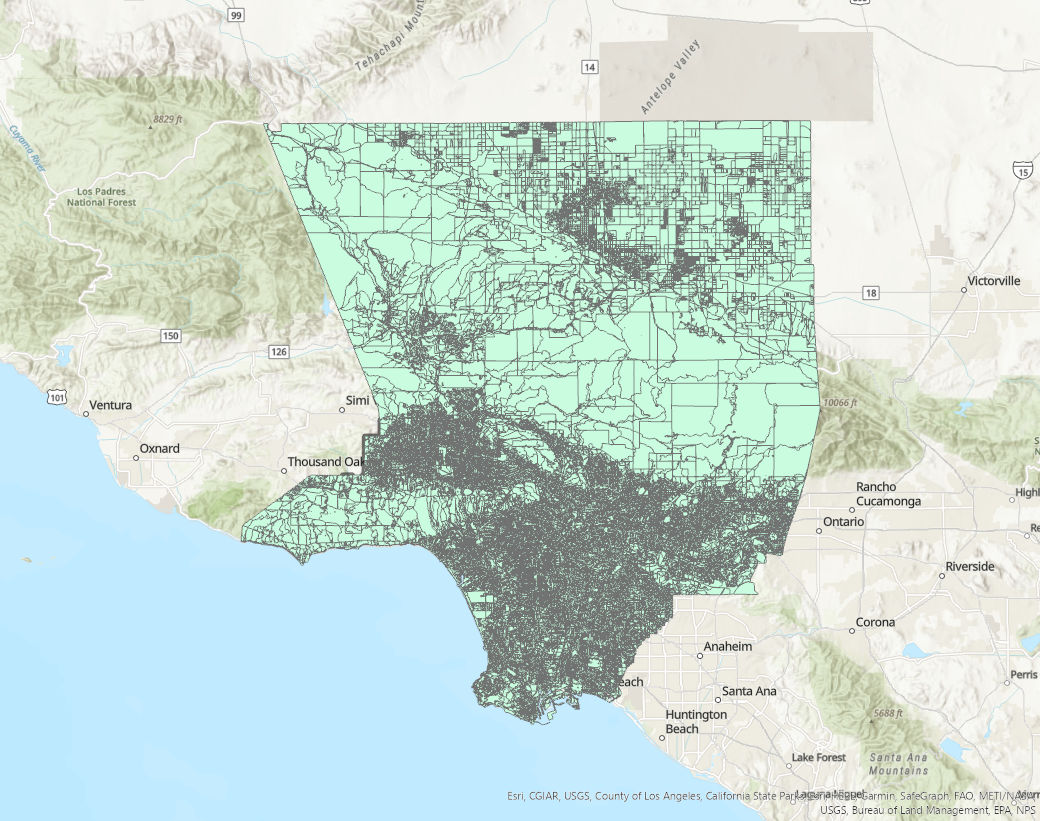 99
Tehachapi Mount
14
Antelope Valley
8829 ft
Cuyama River
15
Los Padres
National Forest
Victorville
18
150
126
101
Ventura
Simi
10066 ft
Oxnard
Thousand Oak
Rancho
Cucamonga
Highl
Ontario
Re
Riverside
Corona
Anaheim
each
Perris
Santa Ana
Huntington
Beach
5688 ft
Lake Forest
Santa Ana
Mountains
Laguna Niguel
Esri, CGIAR, USGS, County of Los Angeles, California State Parks, Esri, HERE, Garmin, SafeGraph, FAO, METI/NASA,
USGS, Bureau of Land Management, EPA, NPS